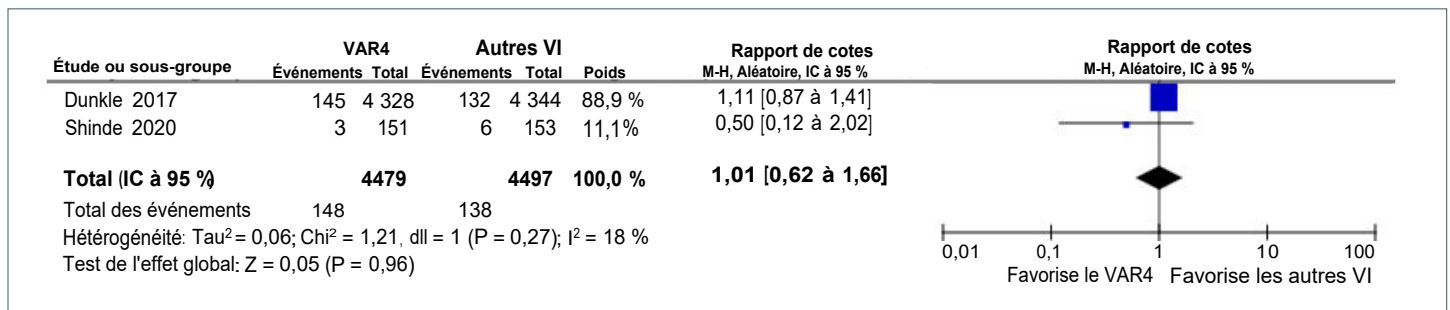 VAR4 Autres VI Rapport de cotes Rapport de cotes
Étude ou sous-groupe Événements Total Événements Total Poids M-H, Aléatoire, IC à 95 % M-H, Aléatoire, IC à 95 %
Dunkle 2017 145 4 328 132 4 344 88,9 % 1,11 [0,87 à 1,41]
Shinde 2020 3 151 6 153 11,1% 0,50 [0,12 à 2,02]
Total (IC à 95 %) 4479 4497 100,0 % 1,01 [0,62 à 1,66]
Total des événements 148 138
Hétérogénéité: Tau² = 0,06; Chi² = 1,21, dll = 1 (P = 0,27); I² = 18 %
Test de l'effet global: Z = 0,05 (P = 0,96)
0,01 0,1 1 10 100
Favorise le VAR4 Favorise les autres VI